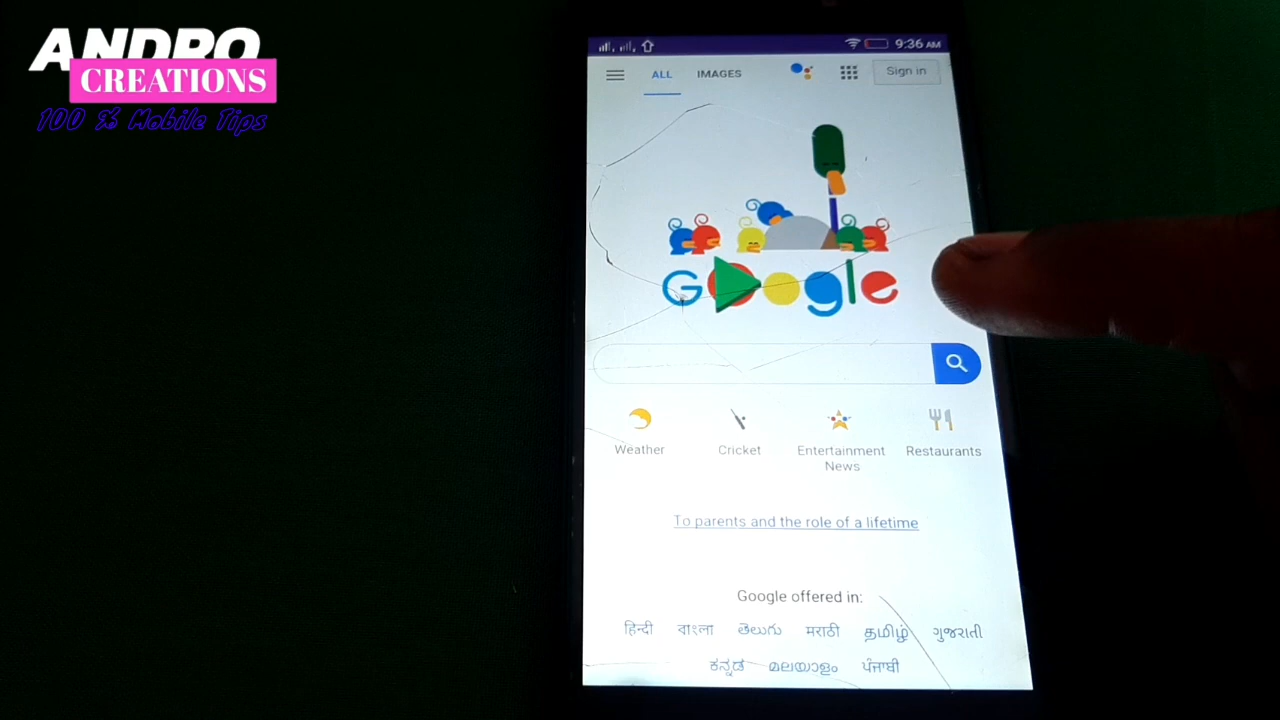 ANDRO
CREATIONS
100 % Mobile Tips
9:36 AM
ALL IMAGES Sign in
Google
Weather Cricket Entertainment News Restaurants
To parents and the role of a lifetime
Google offered in:
हिन्दी বাংলা తెలుగు मराठी தமிழ் ગુજરાતી
ಕನ್ನಡ മലയാളം ਪੰਜਾਬੀ